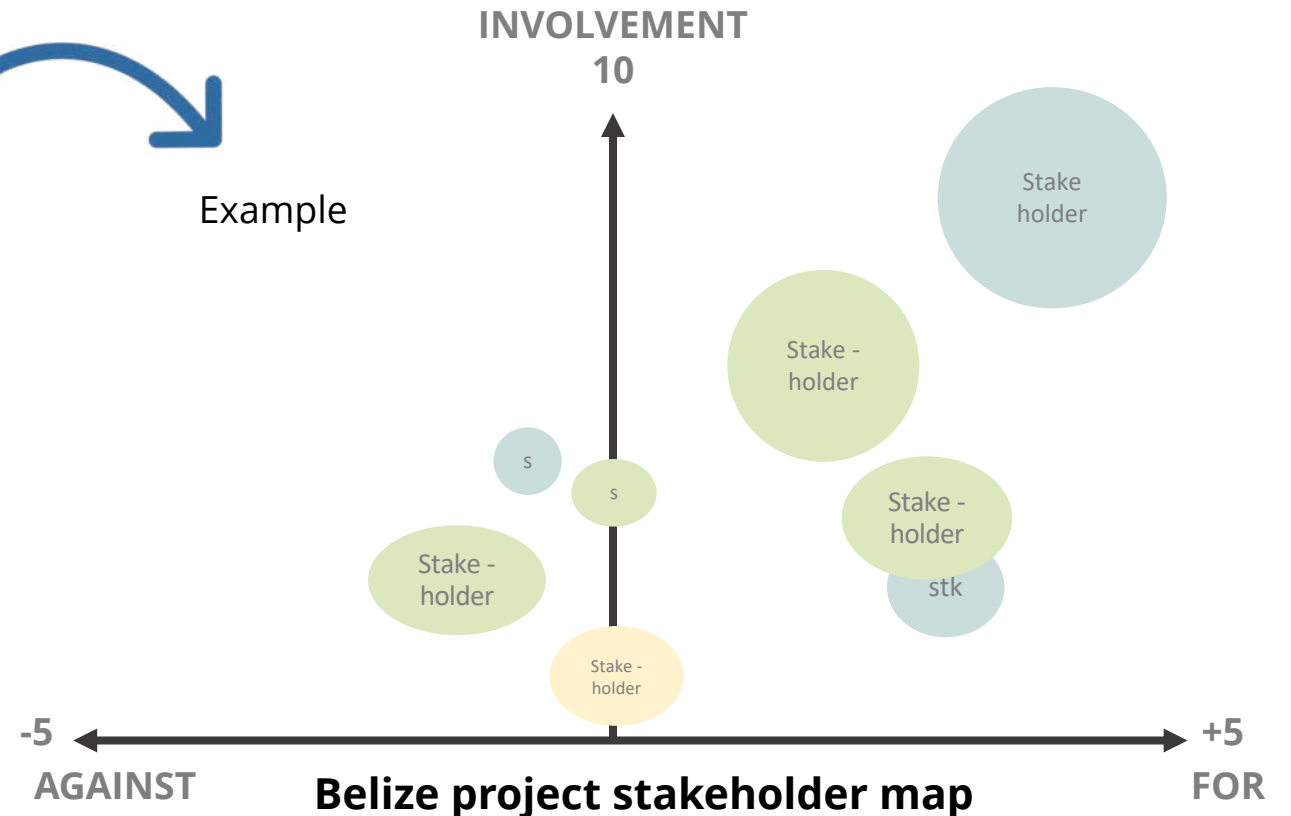 INVOLVEMENT
10
Example
Stake
holder
Stake -
holder
s
s
Stake -
holder
stk
Stake -
holder
Stake -
holder
-5
+5
AGAINST
FOR
Belize project stakeholder map